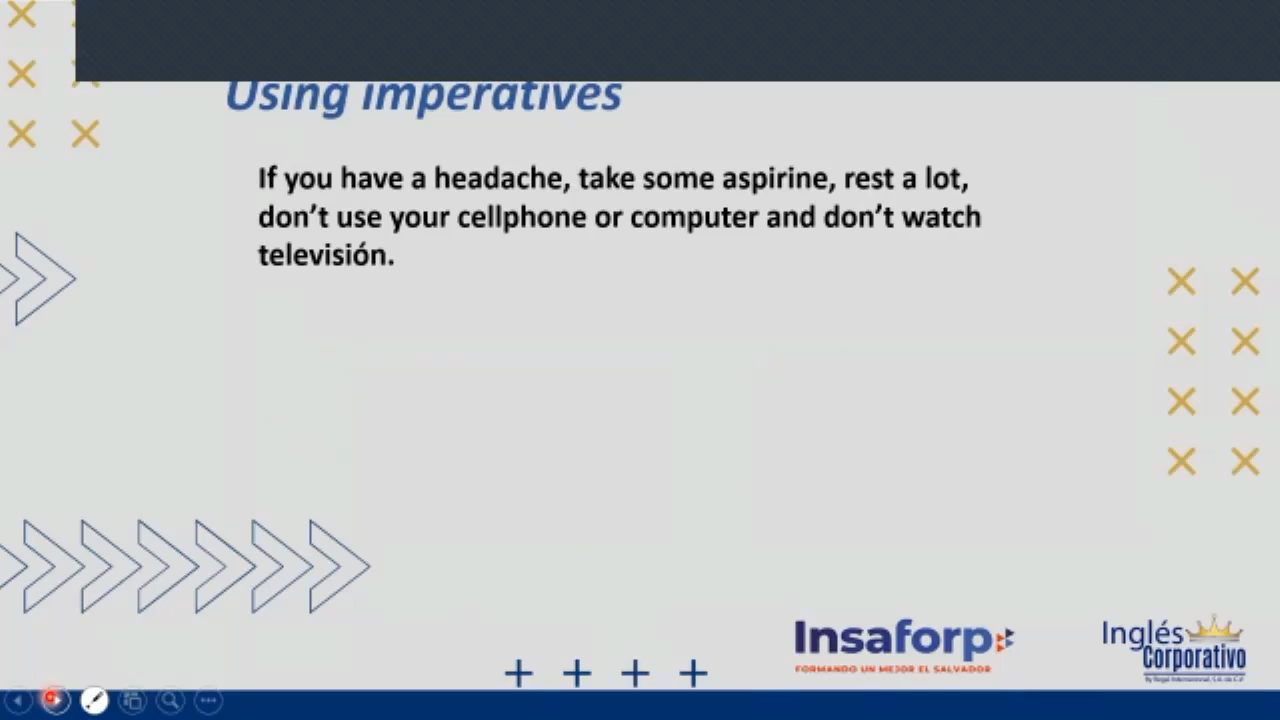 Using imperatives
If you have a headache, take some aspirine, rest a lot,
don't use your cellphone or computer and don't watch
televisión.
Insaforp
FORMANDO UN MEJOR EL SALVADOR
Inglés
Corporativo
By Regal International, S.A. de C.V.